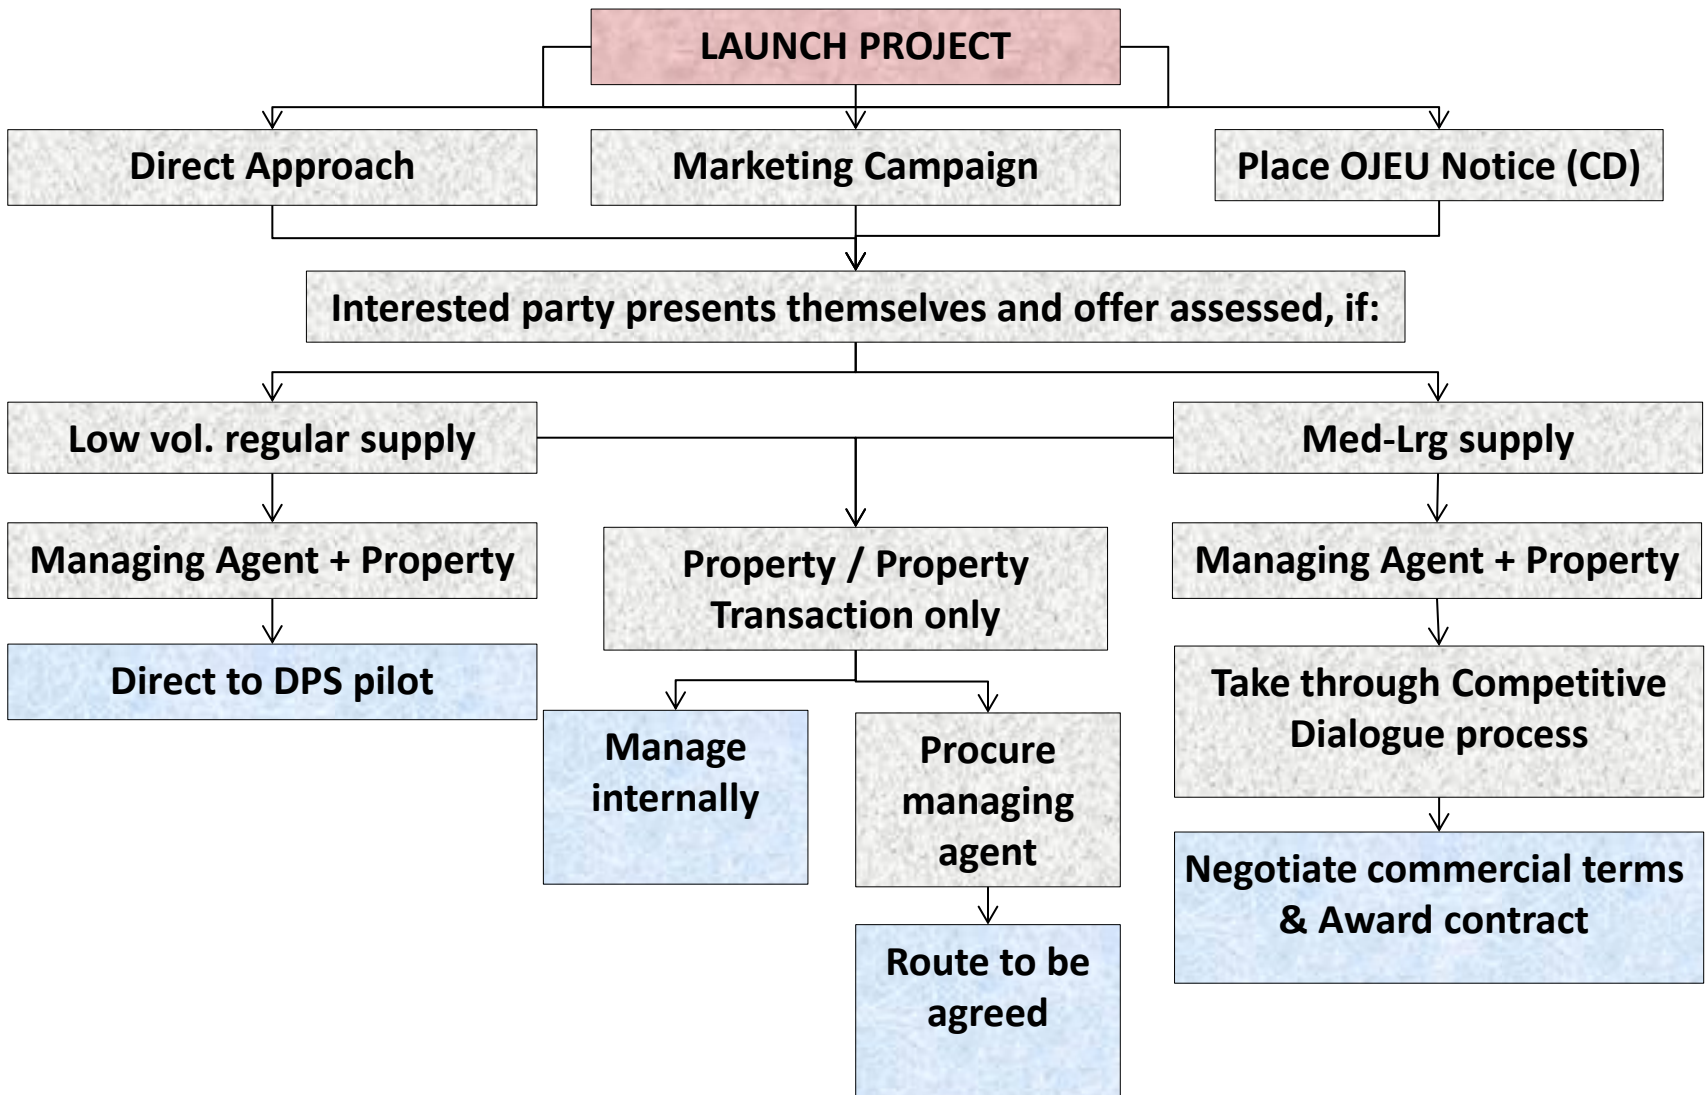 LAUNCH PROJECT
Direct Approach
Marketing Campaign
Place OJEU Notice (CD)
Interested party presents themselves and offer assessed, if:
Low vol. regular supply
Med-Lrg supply
Managing Agent + Property
Property / Property
Transaction only
Managing Agent + Property
Direct to DPS pilot
Take through Competitive
Dialogue process
Manage
internally
Procure
managing
agent
Negotiate commercial terms
& Award contract
Route to be
agreed